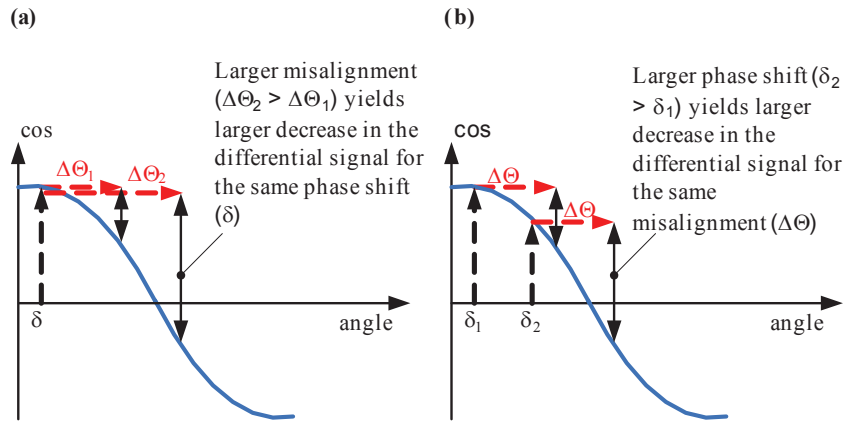 (a)
Larger misalignment
(ΔΘ₂ > ΔΘ₁) yields
larger decrease in the
differential signal for
the same phase shift
(δ)
cos
ΔΘ₁
ΔΘ₂
δ
angle
(b)
Larger phase shift (δ₂
> δ₁) yields larger
decrease in the
differential signal for
the same
misalignment (ΔΘ)
cos
ΔΘ
ΔΘ
δ₁
δ₂
angle